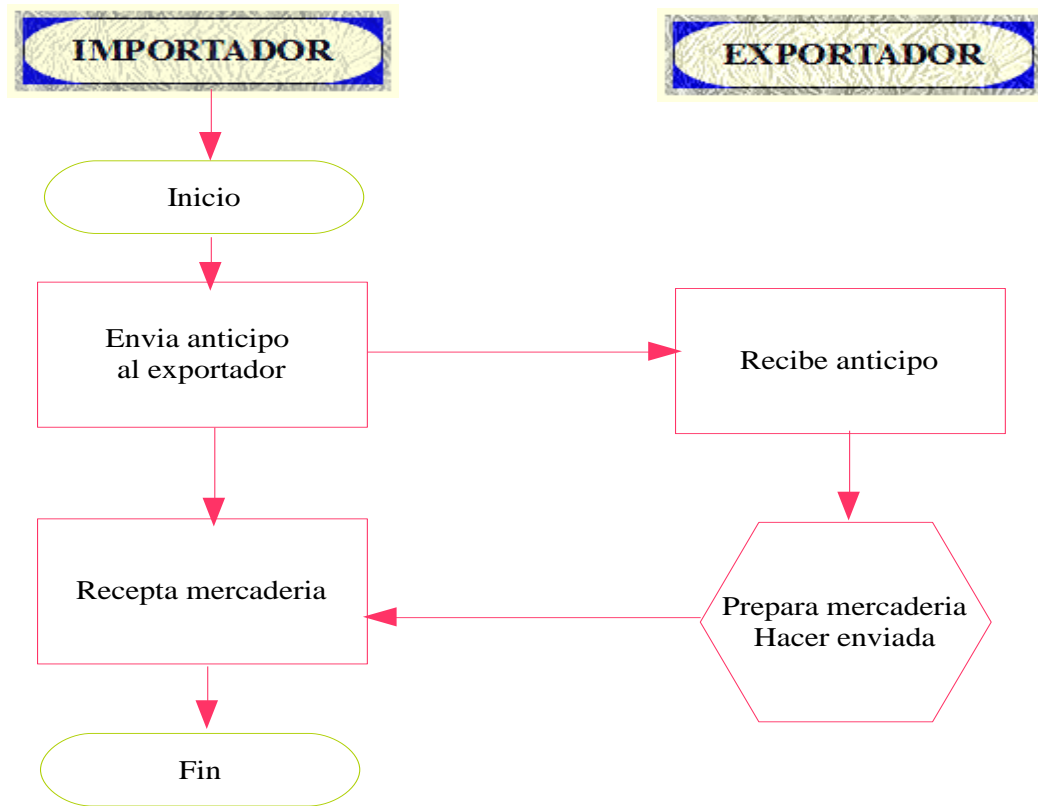 IMPORTADOR
EXPORTADOR
Inicio
Envia anticipo
al exportador
Recibe anticipo
Recepta mercaderia
Prepara mercaderia
Hacer enviada
Fin